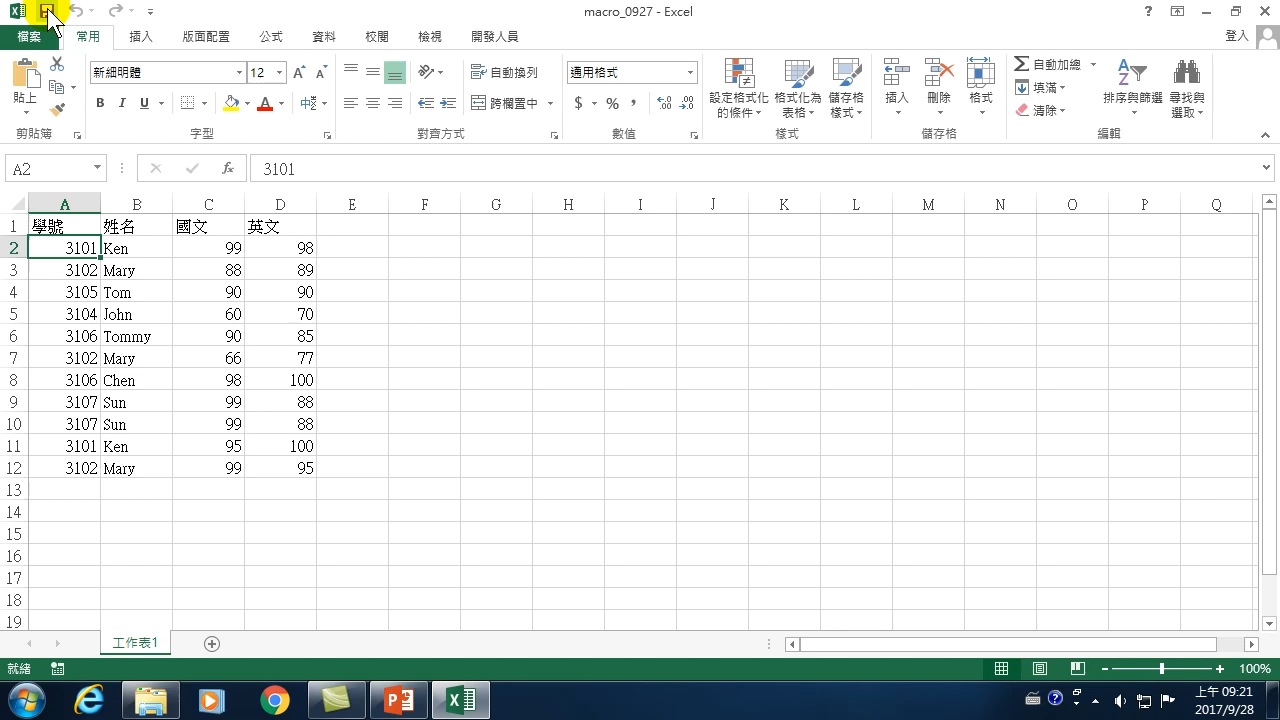 macro_0927 - Excel
檔案 常用 插入 版面配置 公式 資料 校閱 檢視 開發人員 登入
貼上 新細明體 12 自動換列 適用格式 設定格式化的條件 格式化為表格 儲存格樣式 插入 刪除 格式 自動加總 填滿 清除 排序與篩選 尋找與選取
B I U A 中 跨欄置中 $ % ,
剪貼簿 字型 對齊方式 數值 樣式 儲存格 編輯
A2 fx 3101
A B C D E F G H I J K L M N O P Q
1 學號 姓名 國文 英文
2 3101 Ken 99 98
3 3102 Mary 88 89
4 3105 Tom 90 90
5 3104 John 60 70
6 3106 Tommy 90 85
7 3102 Mary 66 77
8 3106 Chen 98 100
9 3107 Sun 99 88
10 3107 Sun 99 88
11 3101 Ken 95 100
12 3102 Mary 99 95
13
14
15
16
17
18
19
工作表1
就緒 100%
上午 09:21
2017/9/28